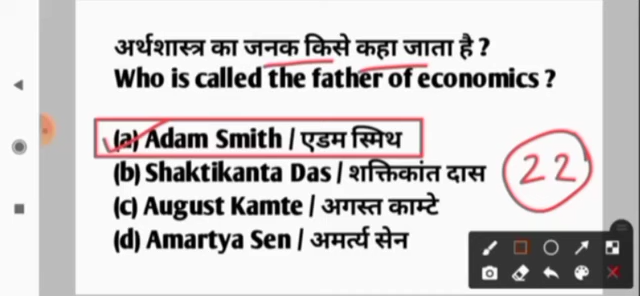 अर्थशास्त्र का जनक किसे कहा जाता है ?
Who is called the father of economics ?
(a) Adam Smith / एडम स्मिथ
(b) Shaktikanta Das / शक्तिकांत दास
(c) August Kamte / अगस्त काम्टे
(d) Amartya Sen / अमर्त्य सेन
22